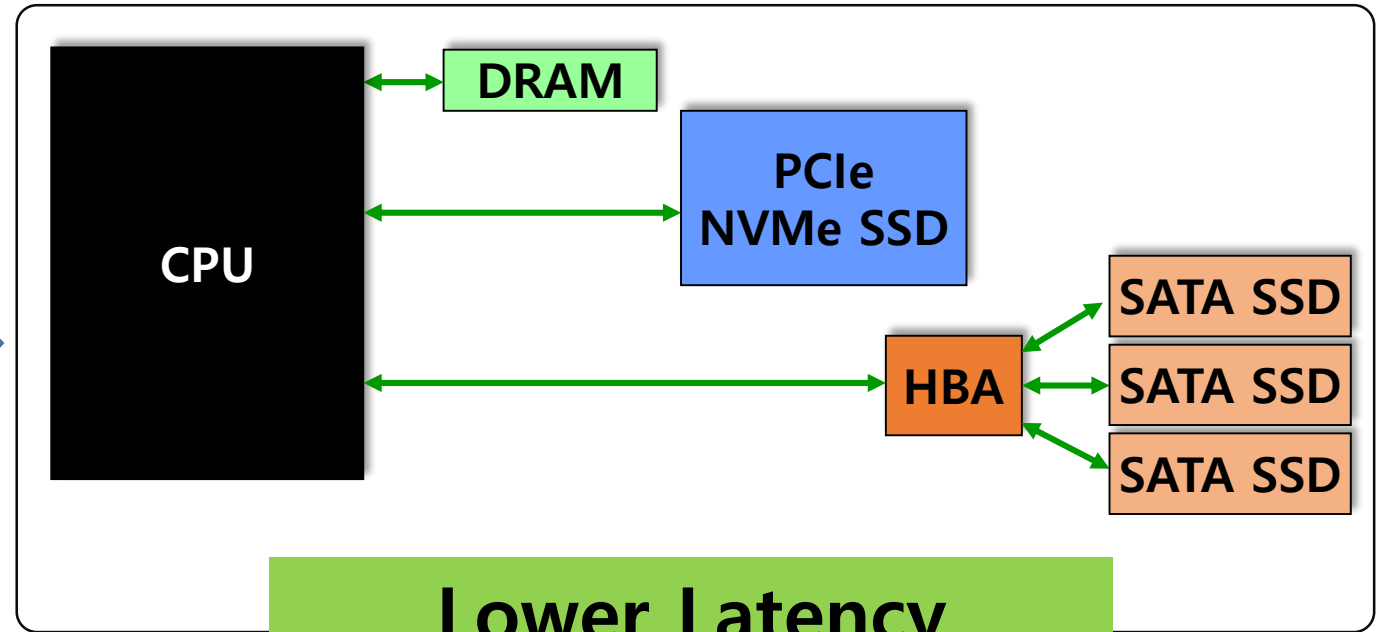 DRAM
PCIe
NVMe SSD
CPU
SATA SSD
HBA
SATA SSD
SATA SSD
Lower Latency